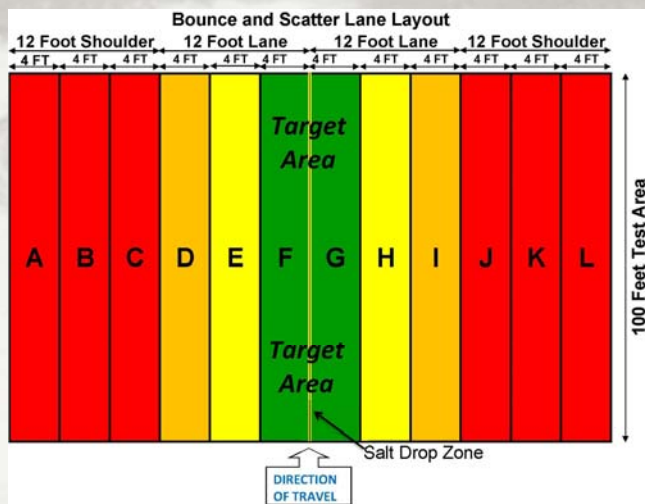 Bounce and Scatter Lane Layout
12 Foot Shoulder 12 Foot Lane 12 Foot Lane 12 Foot Shoulder
4 FT 4 FT 4 FT 4 FT 4 FT 4 FT 4 FT 4 FT 4 FT 4 FT 4 FT 4 FT
Target
Area
A B C D E F G H I J K L
Target
Area
100 Feet Test Area
Salt Drop Zone
DIRECTION
OF TRAVEL